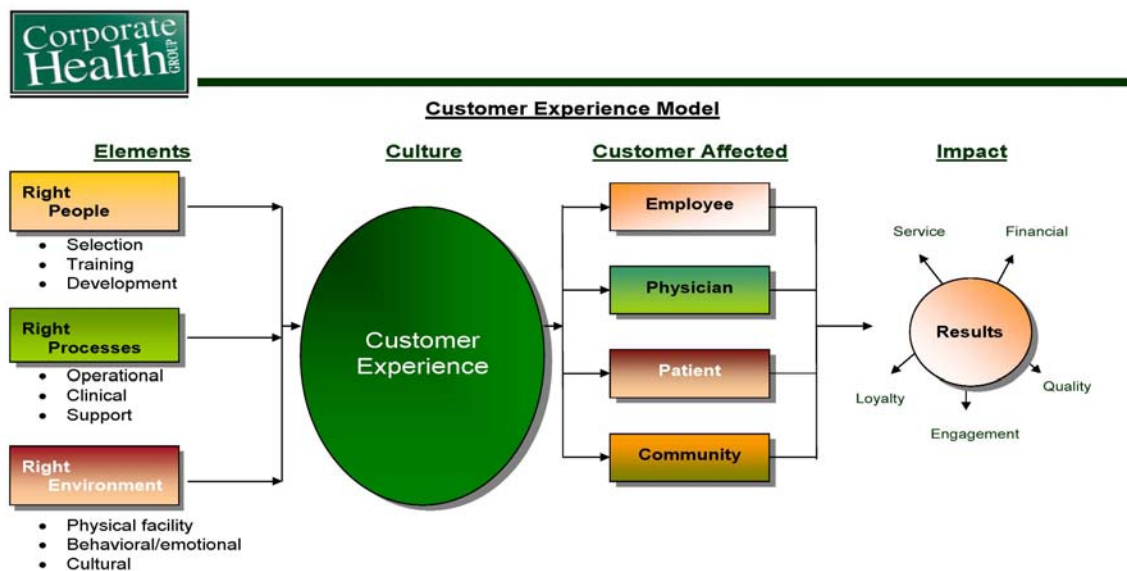 Corporate
Health
GROUP
Customer Experience Model
Elements
Culture
Customer Affected
Impact
Right
People
• Selection
• Training
• Development
Right
Processes
• Operational
• Clinical
• Support
Right
Environment
• Physical facility
• Behavioral/emotional
• Cultural
Customer
Experience
Employee
Physician
Patient
Community
Service
Financial
Results
Loyalty
Quality
Engagement